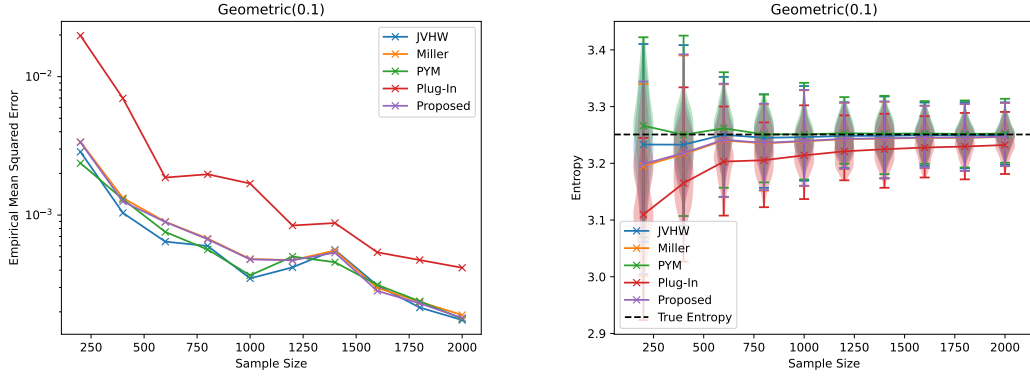 Geometric(0.1)
Empirical Mean Squared Error
10⁻²
10⁻³
JVHW
Miller
PYM
Plug-In
Proposed
250 500 750 1000 1250 1500 1750 2000
Sample Size
Geometric(0.1)
Entropy
3.4
3.3
3.2
3.1
3.0
2.9
JVHW
Miller
PYM
Plug-In
Proposed
True Entropy
250 500 750 1000 1250 1500 1750 2000
Sample Size